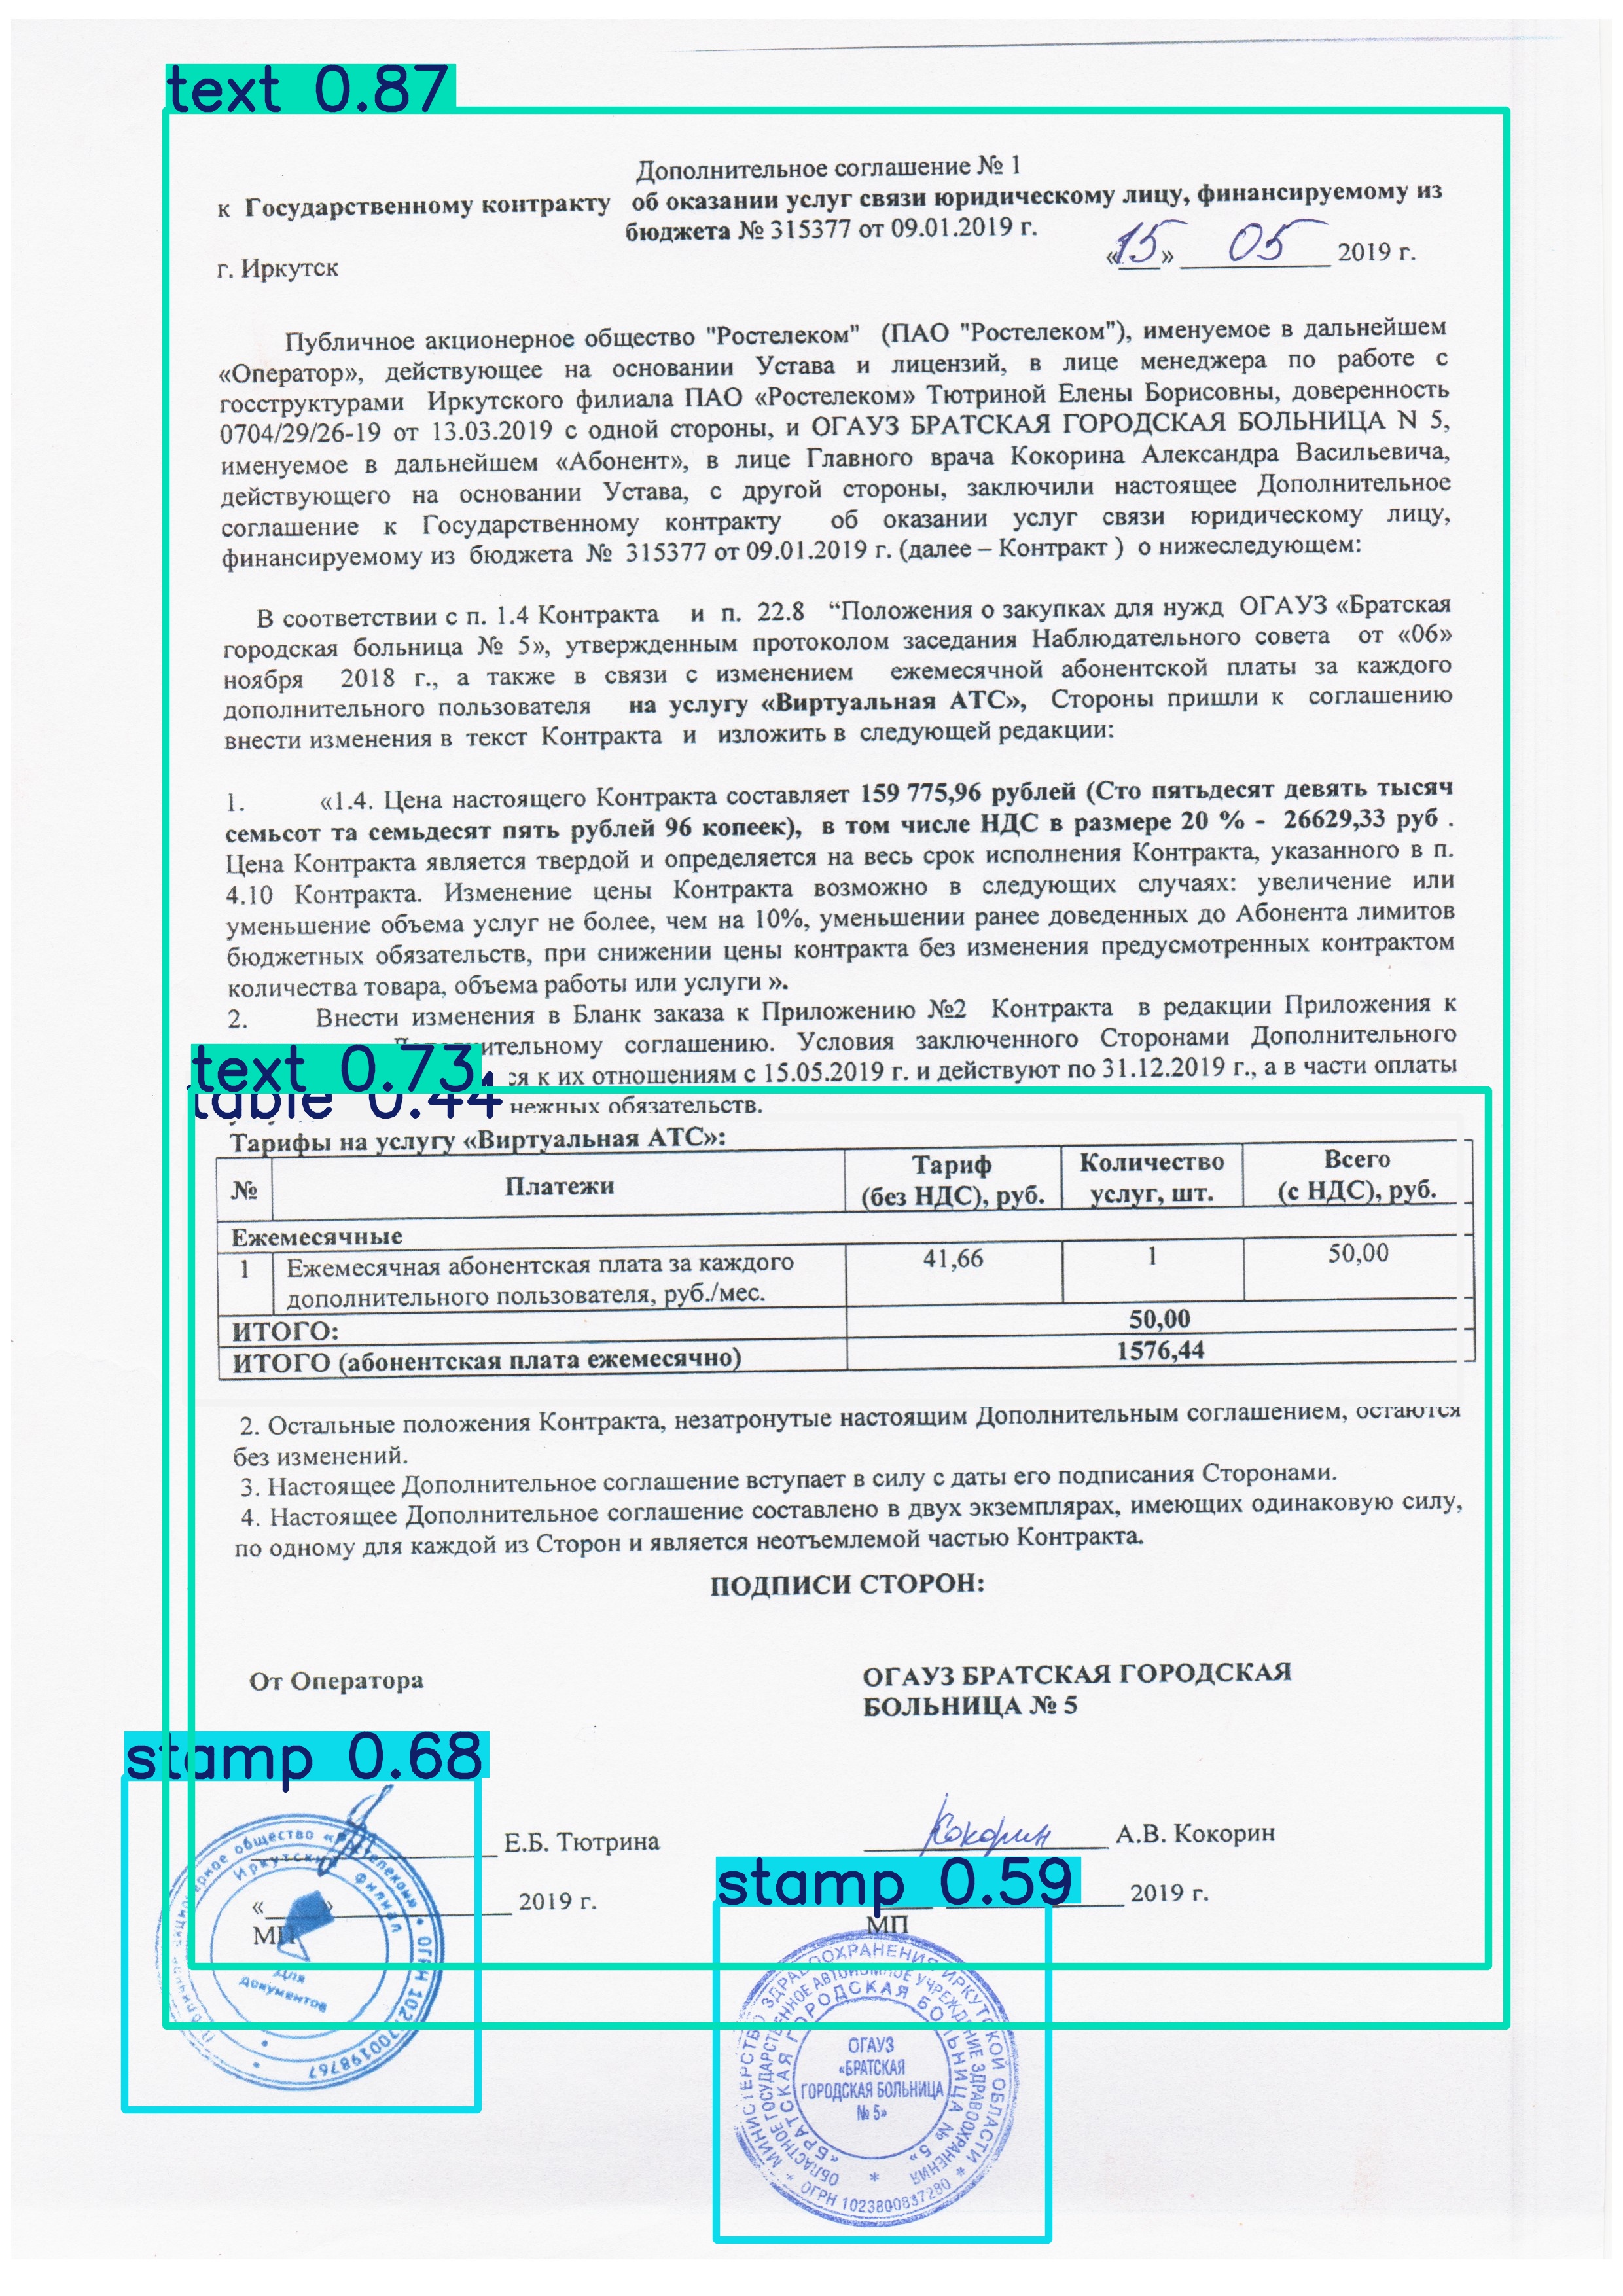 text 0.87
Дополнительное соглашение № 1
к Государственному контракту об оказании услуг связи юридическому лицу, финансируемому из
бюджета № 315377 от 09.01.2019 г.
«15» 05 2019 г.
г. Иркутск
Публичное акционерное общество "Ростелеком" (ПАО "Ростелеком"), именуемое в дальнейшем
«Оператор», действующее на основании Устава и лицензий, в лице менеджера по работе с
госструктурами Иркутского филиала ПАО «Ростелеком» Тютриной Елены Борисовны, доверенность
0704/29/26-19 от 13.03.2019 с одной стороны, и ОГАУЗ БРАТСКАЯ ГОРОДСКАЯ БОЛЬНИЦА N 5,
именуемое в дальнейшем «Абонент», в лице Главного врача Кокорина Александра Васильевича,
действующего на основании Устава, с другой стороны, заключили настоящее Дополнительное
соглашение к Государственному контракту об оказании услуг связи юридическому лицу,
финансируемому из бюджета № 315377 от 09.01.2019 г. (далее – Контракт ) о нижеследующем:
В соответствии с п. 1.4 Контракта и п. 22.8 “Положения о закупках для нужд ОГАУЗ «Братская
городская больница № 5», утвержденным протоколом заседания Наблюдательного совета от «06»
ноября 2018 г., а также в связи с изменением ежемесячной абонентской платы за каждого
дополнительного пользователя на услугу «Виртуальная АТС», Стороны пришли к соглашению
внести изменения в текст Контракта и изложить в следующей редакции:
1. «1.4. Цена настоящего Контракта составляет 159 775,96 рублей (Сто пятьдесят девять тысяч
семьсот та семьдесят пять рублей 96 копеек), в том числе НДС в размере 20 % - 26629,33 руб .
Цена Контракта является твердой и определяется на весь срок исполнения Контракта, указанного в п.
4.10 Контракта. Изменение цены Контракта возможно в следующих случаях: увеличение или
уменьшение объема услуг не более, чем на 10%, уменьшении ранее доведенных до Абонента лимитов
бюджетных обязательств, при снижении цены контракта без изменения предусмотренных контрактом
количества товара, объема работы или услуги ».
2. Внести изменения в Бланк заказа к Приложению №2 Контракта в редакции Приложения к
ительному соглашению. Условия заключенного Сторонами Дополнительного
text 0.73
ся к их отношениям с 15.05.2019 г. и действуют по 31.12.2019 г., а в части оплаты
table 0.44
нежных обязательств.
Тарифы на услугу «Виртуальная АТС»:
№ Платежи Тариф (без НДС), руб. Количество услуг, шт. Всего (с НДС), руб.
Ежемесячные
1 Ежемесячная абонентская плата за каждого дополнительного пользователя, руб./мес. 41,66 1 50,00
ИТОГО: 50,00
ИТОГО (абонентская плата ежемесячно) 1576,44
2. Остальные положения Контракта, незатронутые настоящим Дополнительным соглашением, остаются
без изменений.
3. Настоящее Дополнительное соглашение вступает в силу с даты его подписания Сторонами.
4. Настоящее Дополнительное соглашение составлено в двух экземплярах, имеющих одинаковую силу,
по одному для каждой из Сторон и является неотъемлемой частью Контракта.
ПОДПИСИ СТОРОН:
От Оператора
ОГАУЗ БРАТСКАЯ ГОРОДСКАЯ
БОЛЬНИЦА № 5
stamp 0.68
Е.Б. Тютрина
Кокорин А.В. Кокорин
stamp 0.59
« » 2019 г.
2019 г.
МП
МП
Иркутский филиал
Для
документов
МИНИСТЕРСТВО ЗДРАВООХРАНЕНИЯ ИРКУТСКОЙ ОБЛАСТИ
ОБЛАСТНОЕ ГОСУДАРСТВЕННОЕ АВТОНОМНОЕ УЧРЕЖДЕНИЕ ЗДРАВООХРАНЕНИЯ
«БРАТСКАЯ ГОРОДСКАЯ БОЛЬНИЦА № 5»
ОГАУЗ
«БРАТСКАЯ
ГОРОДСКАЯ БОЛЬНИЦА
№ 5»
ОГРН 1023800837280